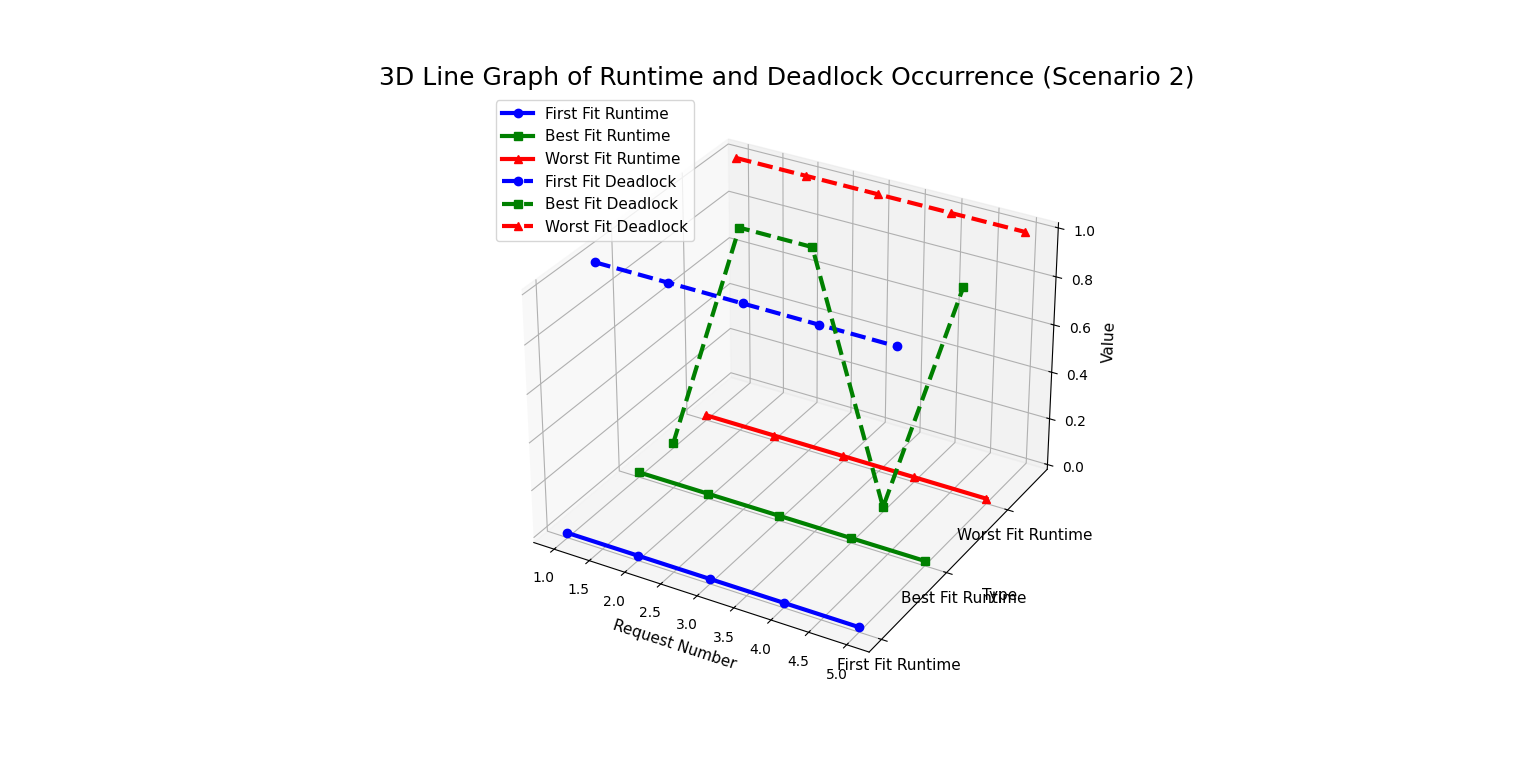 3D Line Graph of Runtime and Deadlock Occurrence (Scenario 2)
First Fit Runtime
Best Fit Runtime
Worst Fit Runtime
First Fit Deadlock
Best Fit Deadlock
Worst Fit Deadlock
1.0
0.8
0.6
0.4
0.2
0.0
Value
Worst Fit Runtime
Best Fit Runtime
Type
First Fit Runtime
1.0
1.5
2.0
2.5
3.0
3.5
4.0
4.5
5.0
Request Number